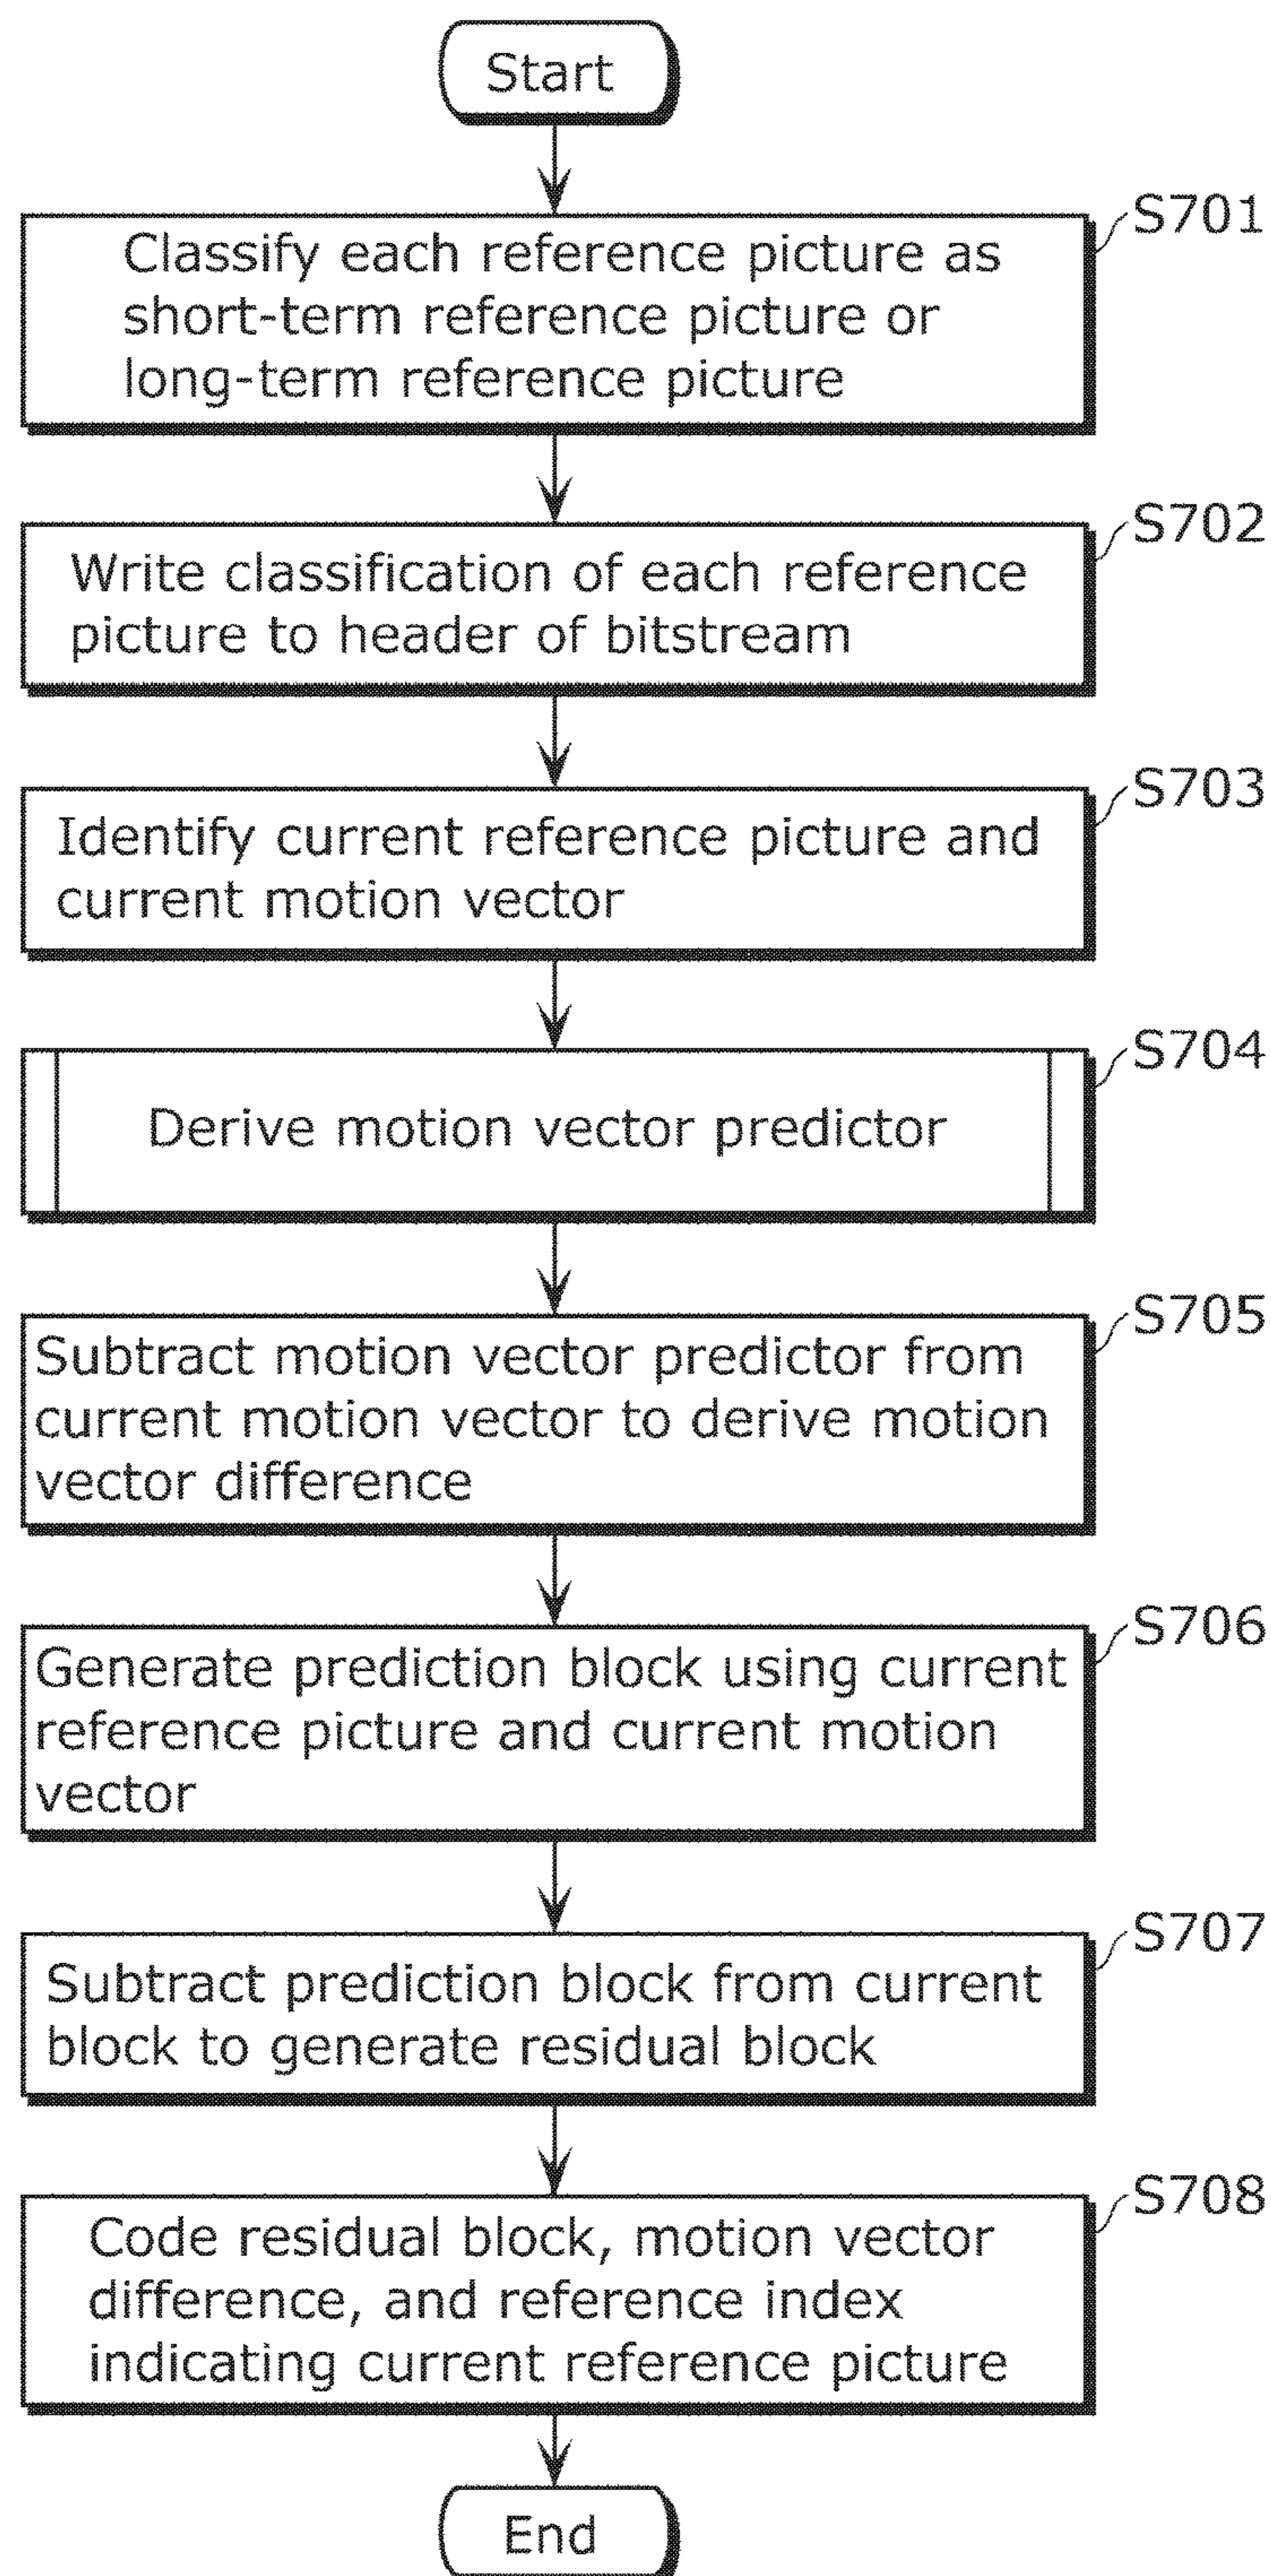 Start
S701
Classify each reference picture as
short-term reference picture or
long-term reference picture
S702
Write classification of each reference
picture to header of bitstream
S703
Identify current reference picture and
current motion vector
S704
Derive motion vector predictor
S705
Subtract motion vector predictor from
current motion vector to derive motion
vector difference
S706
Generate prediction block using current
reference picture and current motion
vector
S707
Subtract prediction block from current
block to generate residual block
S708
Code residual block, motion vector
difference, and reference index
indicating current reference picture
End